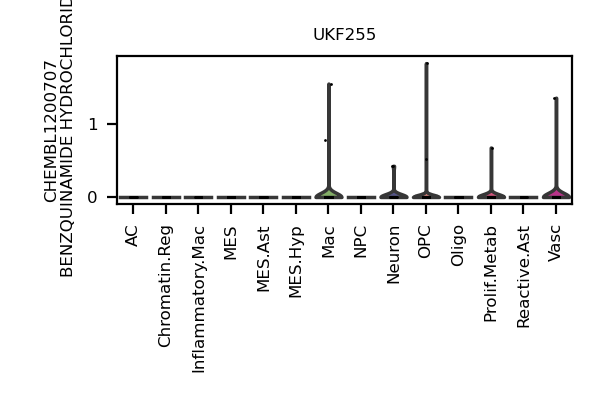 UKF255
CHEMBL1200707
BENZQUINAMIDE HYDROCHLORID
1
0
AC
Chromatin.Reg
Inflammatory.Mac
MES
MES.Ast
MES.Hyp
Mac
NPC
Neuron
OPC
Oligo
Prolif.Metab
Reactive.Ast
Vasc